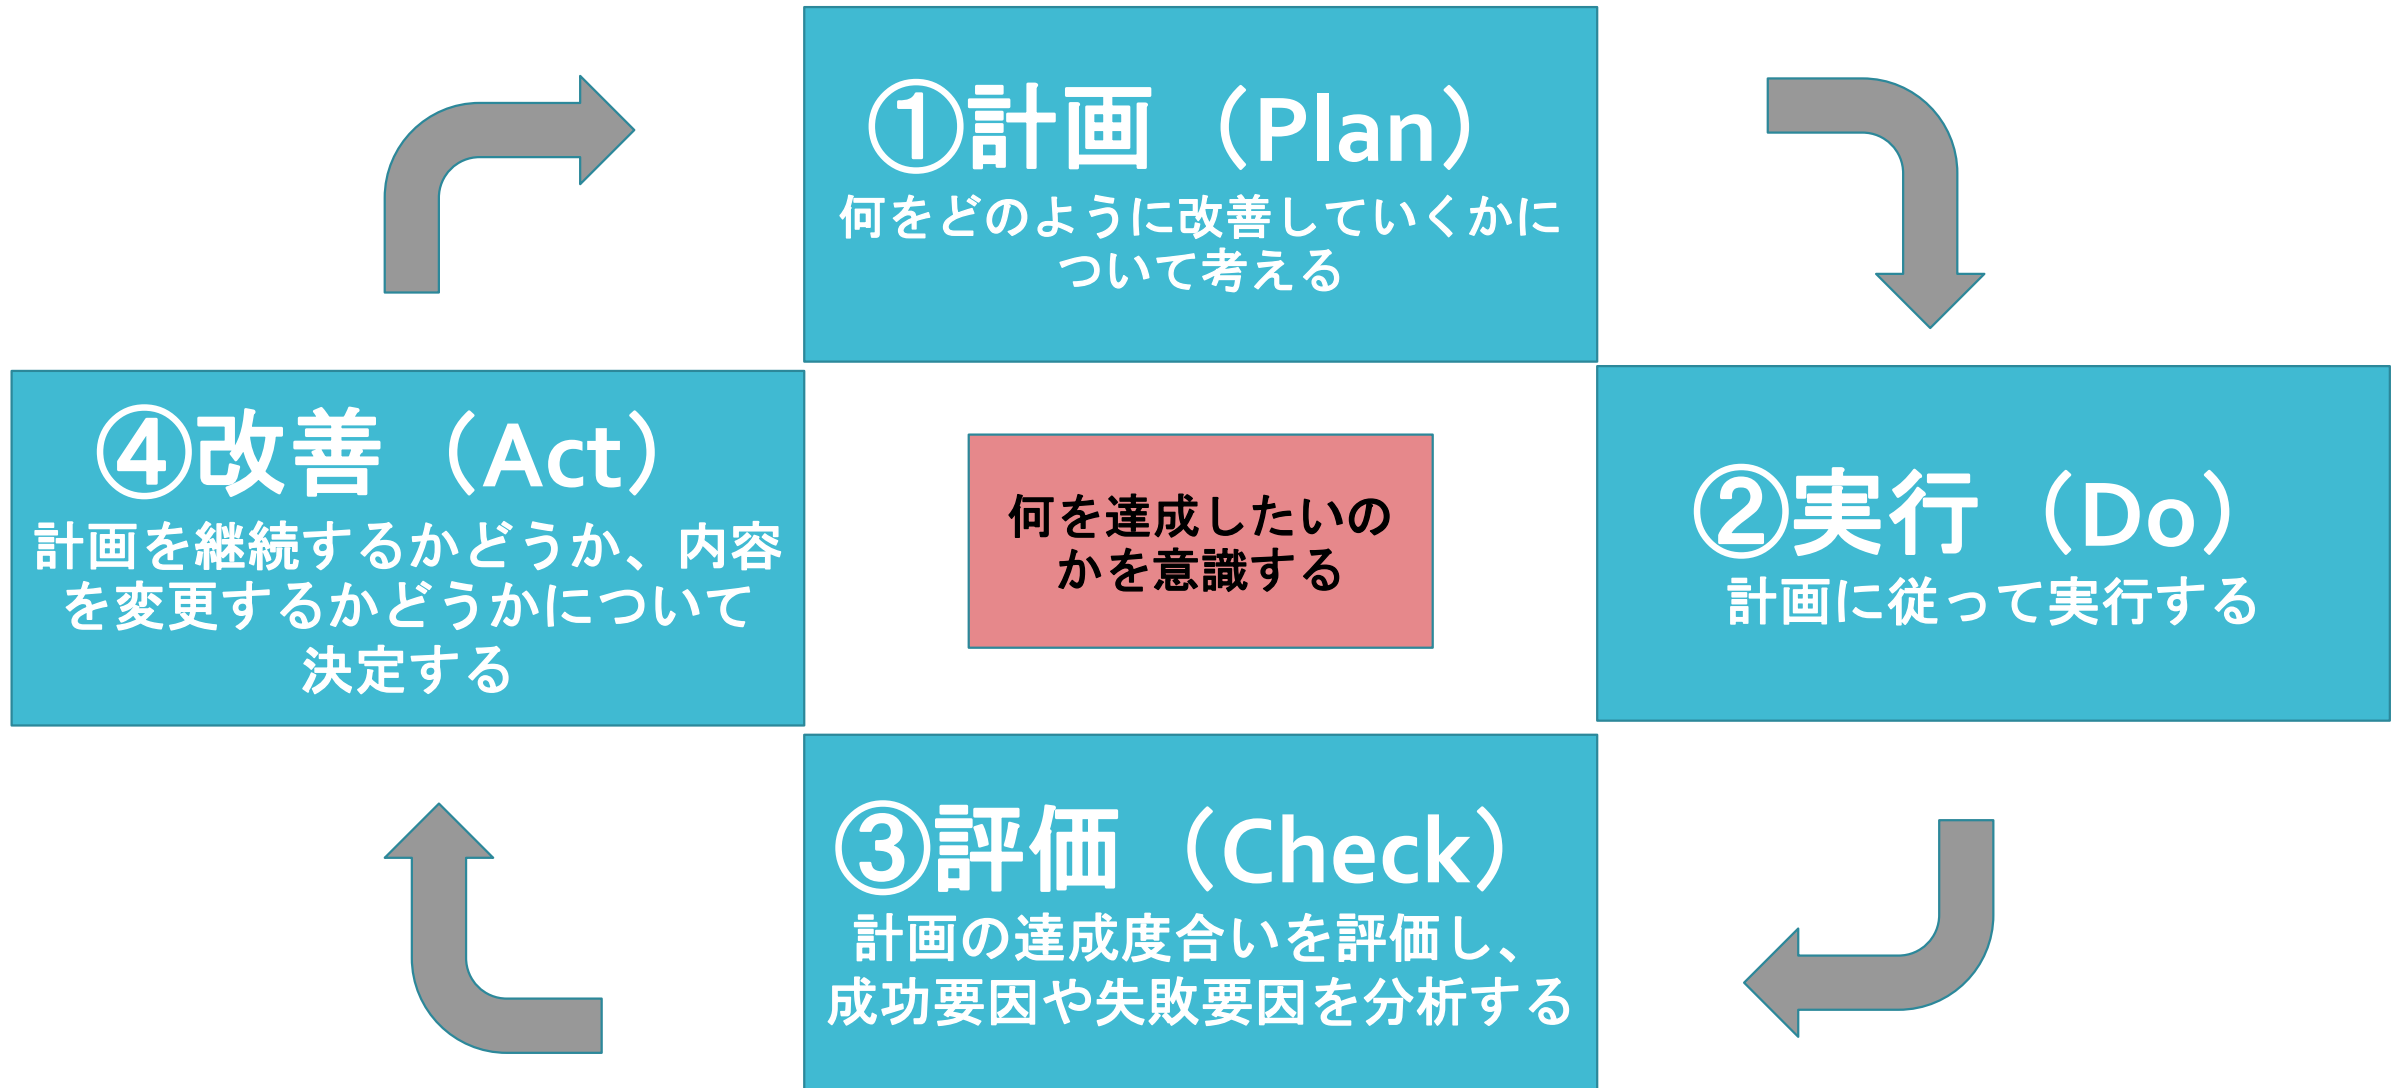 ①計画（Plan）
何をどのように改善していくかに
ついて考える
②実行（Do）
計画に従って実行する
③評価（Check）
計画の達成度合いを評価し、
成功要因や失敗要因を分析する
④改善（Act）
計画を継続するかどうか、内容
を変更するかどうかについて
決定する
何を達成したいの
かを意識する